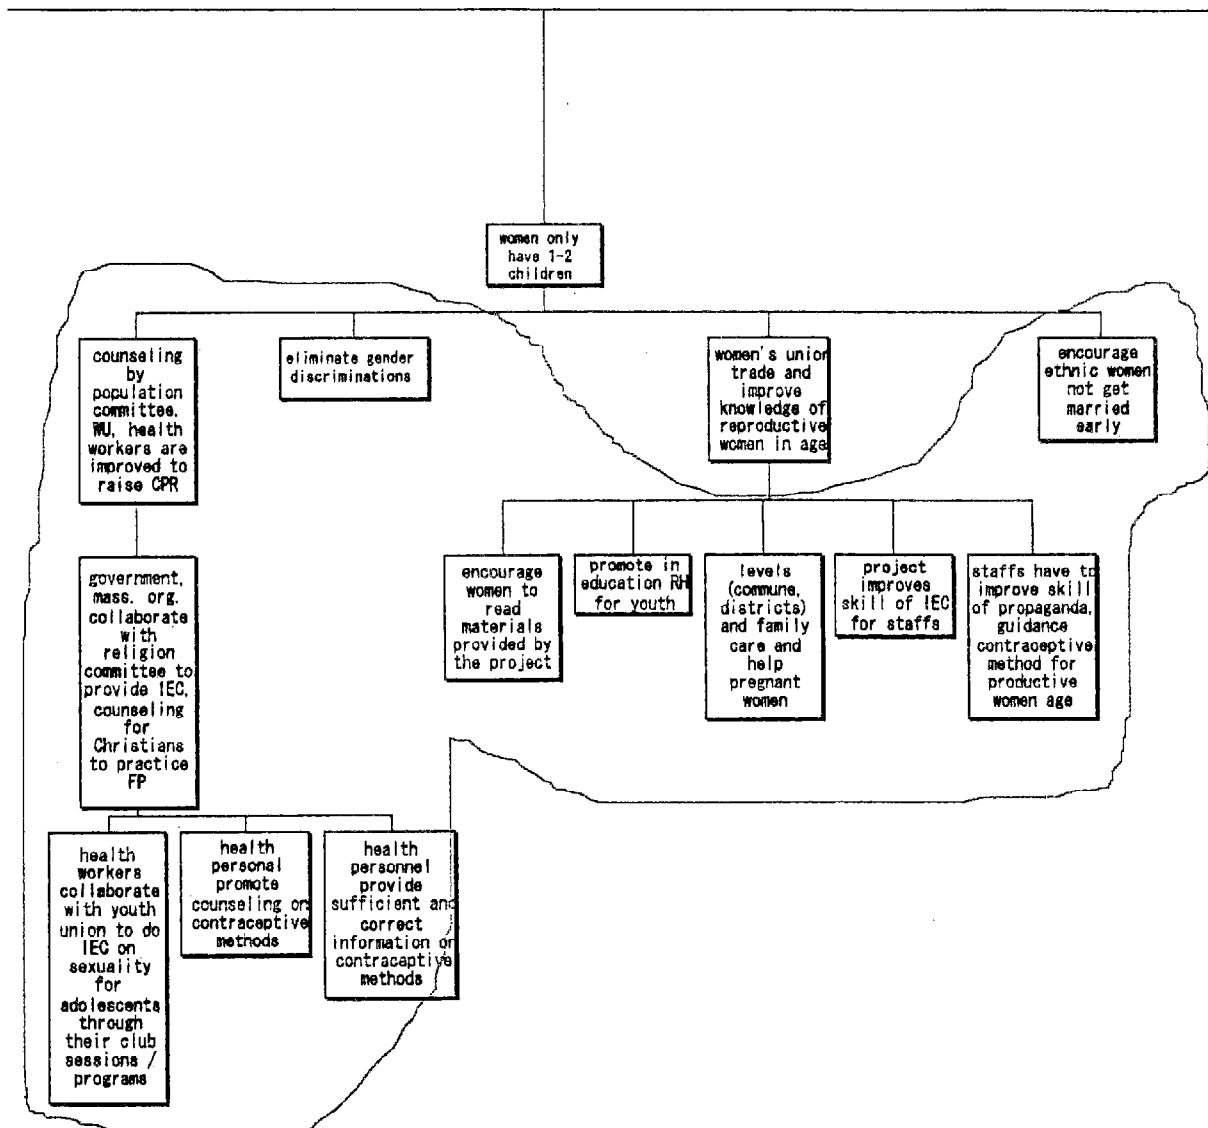 women only
have 1-2
children
counseling
by
population
committee,
WU, health
workers are
improved to
raise CPR
eliminate gender
discriminations
women's union
trade and
improve
knowledge of
reproductive
women in age
encourage
ethnic women
not get
married
early
government,
mass. org.
collaborate
with
religion
committee to
provide IEC,
counseling
for
Christians
to practice
FP
encourage
women to
read
materials
provided by
the project
promote in
education RH
for youth
levels
(commune,
districts)
and family
care and
help
pregnant
women
project
improves
skill of IEC
for staffs
staffs have to
improve skill
of propaganda,
guidance
contraceptive
method for
productive
women age
health
workers
collaborate
with youth
union to do
IEC on
sexuality
for
adolescents
through
their club
sessions /
programs
health
personal
promote
counseling on
contraceptive
methods
health
personnel
provide
sufficient and
correct
information on
contraceptive
methods